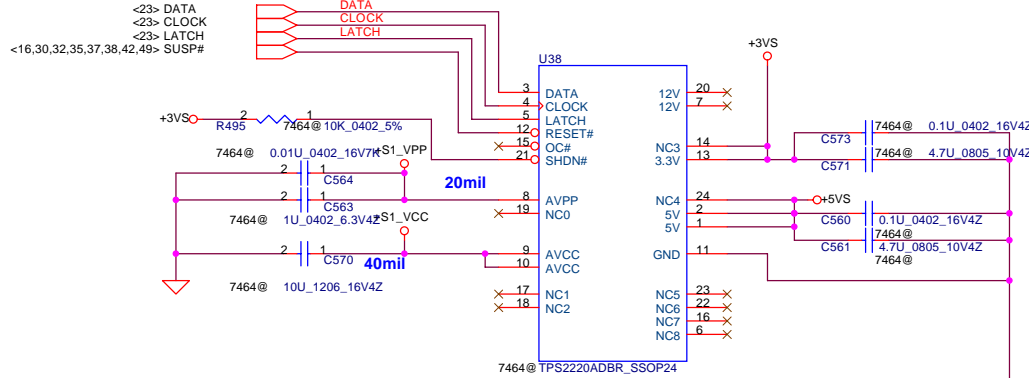 <23> DATA
<23> CLOCK
<23> LATCH
<16,30,32,35,37,38,42,49> SUSP#
DATA
CLOCK
LATCH
U38
+3VS
+3VS
2
1
R495
7464@
10K_0402_5%
3
DATA
4
CLOCK
5
LATCH
12
RESET#
15
OC#
21
SHDN#
8
AVPP
19
NC0
9
AVCC
10
AVCC
17
NC1
18
NC2
12V
20
12V
7
NC3
14
3.3V
13
NC4
24
5V
2
5V
1
GND
11
NC5
23
NC6
22
NC7
16
NC8
6
7464@
0.01U_0402_16V7K
+S1_VPP
2
1
C564
20mil
2
1
C563
7464@
1U_0402_6.3V4Z
+S1_VCC
2
1
C570
40mil
7464@
10U_1206_16V4Z
7464@
0.1U_0402_16V4Z
C573
7464@
C571
4.7U_0805_10V4Z
+5VS
C560
0.1U_0402_16V4Z
7464@
C561
4.7U_0805_10V4Z
7464@
7464@
TPS2220ADBR_SSOP24